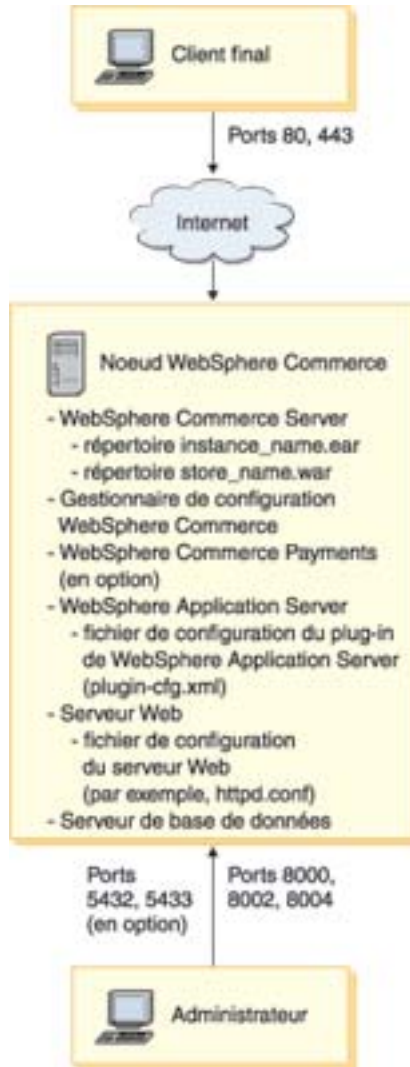 Client final
Ports 80, 443
Internet
Noeud WebSphere Commerce
- WebSphere Commerce Server
- répertoire instance_name.ear
- répertoire store_name.war
- Gestionnaire de configuration
WebSphere Commerce
- WebSphere Commerce Payments
(en option)
- WebSphere Application Server
- fichier de configuration du plug-in
de WebSphere Application Server
(plugin-cfg.xml)
- Serveur Web
- fichier de configuration
du serveur Web
(par exemple, httpd.conf)
- Serveur de base de données
Ports
5432, 5433
(en option)
Ports 8000,
8002, 8004
Administrateur